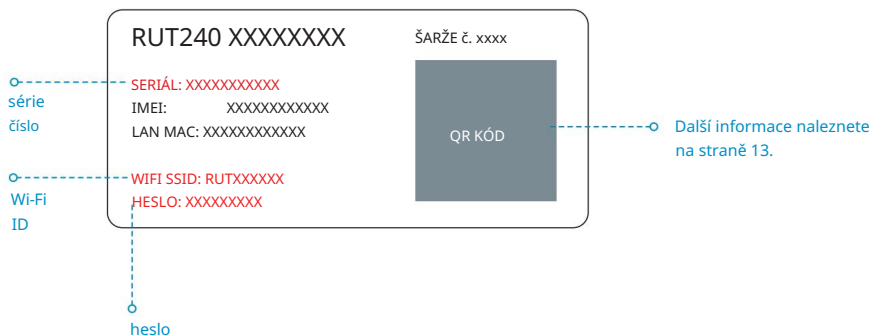 RUT240 XXXXXXXX
ŠARŽE č. xxxx
SERIÁL: XXXXXXXXXXX
IMEI: XXXXXXXXXXXX
LAN MAC: XXXXXXXXXXXX
WIFI SSID: RUTXXXXXX
HESLO: XXXXXXXXX
QR KÓD
série
číslo
Wi-Fi
ID
heslo
Další informace naleznete
na straně 13.